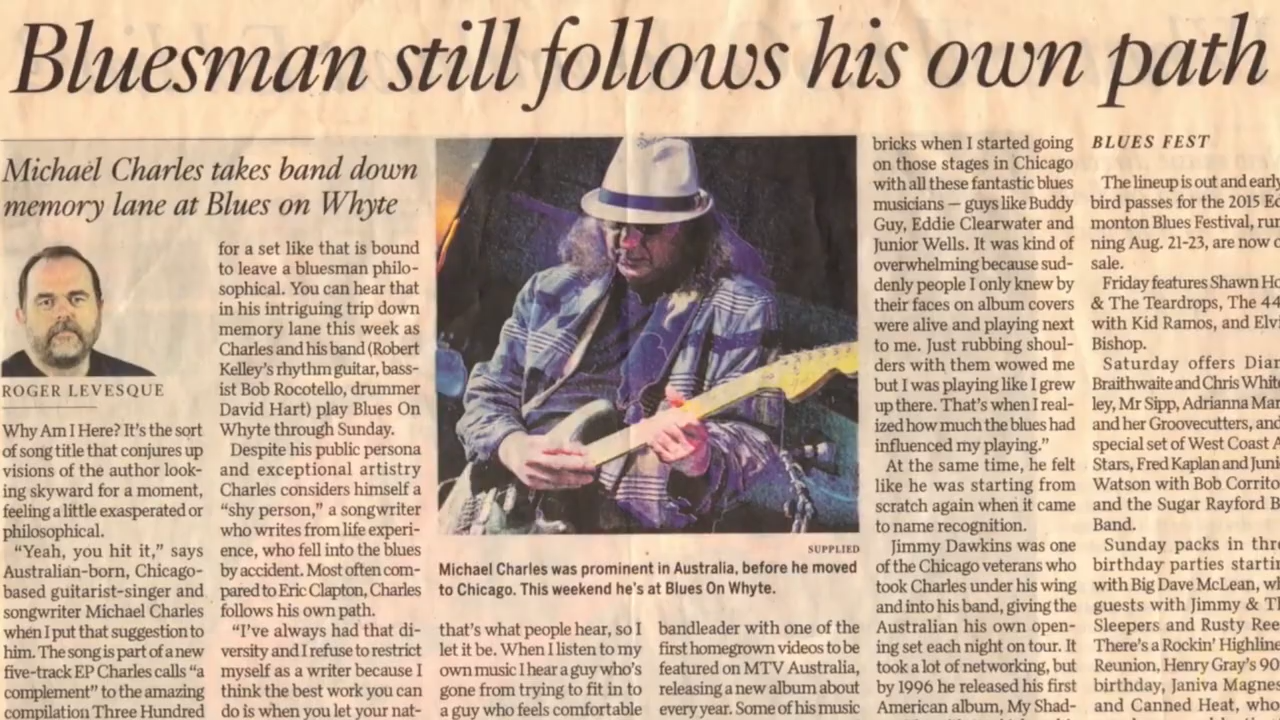 Bluesman still follows his own path
Michael Charles takes band down
memory lane at Blues on Whyte
ROGER LEVESQUE
Why Am I Here? It's the sort
of song title that conjures up
visions of the author look-
ing skyward for a moment,
feeling a little exasperated or
philosophical.
"Yeah, you hit it," says
Australian-born, Chicago-
based guitarist-singer and
songwriter Michael Charles
when I put that suggestion to
him. The song is part of a new
five-track EP Charles calls "a
complement" to the amazing
compilation Three Hundred
for a set like that is bound
to leave a bluesman philo-
sophical. You can hear that
in his intriguing trip down
memory lane this week as
Charles and his band (Robert
Kelley's rhythm guitar, bass-
ist Bob Rocotello, drummer
David Hart) play Blues On
Whyte through Sunday.
Despite his public persona
and exceptional artistry
Charles considers himself a
"shy person," a songwriter
who writes from life experi-
ence, who fell into the blues
by accident. Most often com-
pared to Eric Clapton, Charles
follows his own path.
"I've always had that di-
versity and I refuse to restrict
myself as a writer because I
think the best work you can
do is when you let your nat-
SUPPLIED
Michael Charles was prominent in Australia, before he moved
to Chicago. This weekend he's at Blues On Whyte.
that's what people hear, so I
let it be. When I listen to my
own music I hear a guy who's
gone from trying to fit in to
a guy who feels comfortable
bandleader with one of the
first homegrown videos to be
featured on MTV Australia,
releasing a new album about
every year. Some of his music
bricks when I started going
on those stages in Chicago
with all these fantastic blues
musicians — guys like Buddy
Guy, Eddie Clearwater and
Junior Wells. It was kind of
overwhelming because sud-
denly people I only knew by
their faces on album covers
were alive and playing next
to me. Just rubbing shoul-
ders with them wowed me
but I was playing like I grew
up there. That's when I real-
ized how much the blues had
influenced my playing."
At the same time, he felt
like he was starting from
scratch again when it came
to name recognition.
Jimmy Dawkins was one
of the Chicago veterans who
took Charles under his wing
and into his band, giving the
Australian his own open-
ing set each night on tour. It
took a lot of networking, but
by 1996 he released his first
American album, My Shad-
BLUES FEST
The lineup is out and early
bird passes for the 2015 Ed
monton Blues Festival, run
ning Aug. 21-23, are now
sale.
Friday features Shawn Ho
& The Teardrops, The 44
with Kid Ramos, and Elvi
Bishop.
Saturday offers Dian
Braithwaite and Chris Whit
ley, Mr Sipp, Adrianna Mar
and her Groovecutters, and
special set of West Coast
Stars, Fred Kaplan and Juni
Watson with Bob Corrito
and the Sugar Rayford B
Band.
Sunday packs in thre
birthday parties startin
with Big Dave McLean, wi
guests with Jimmy & Th
Sleepers and Rusty Ree
There's a Rockin' Highline
Reunion, Henry Gray's 90
birthday, Janiva Magnes
and Canned Heat, who